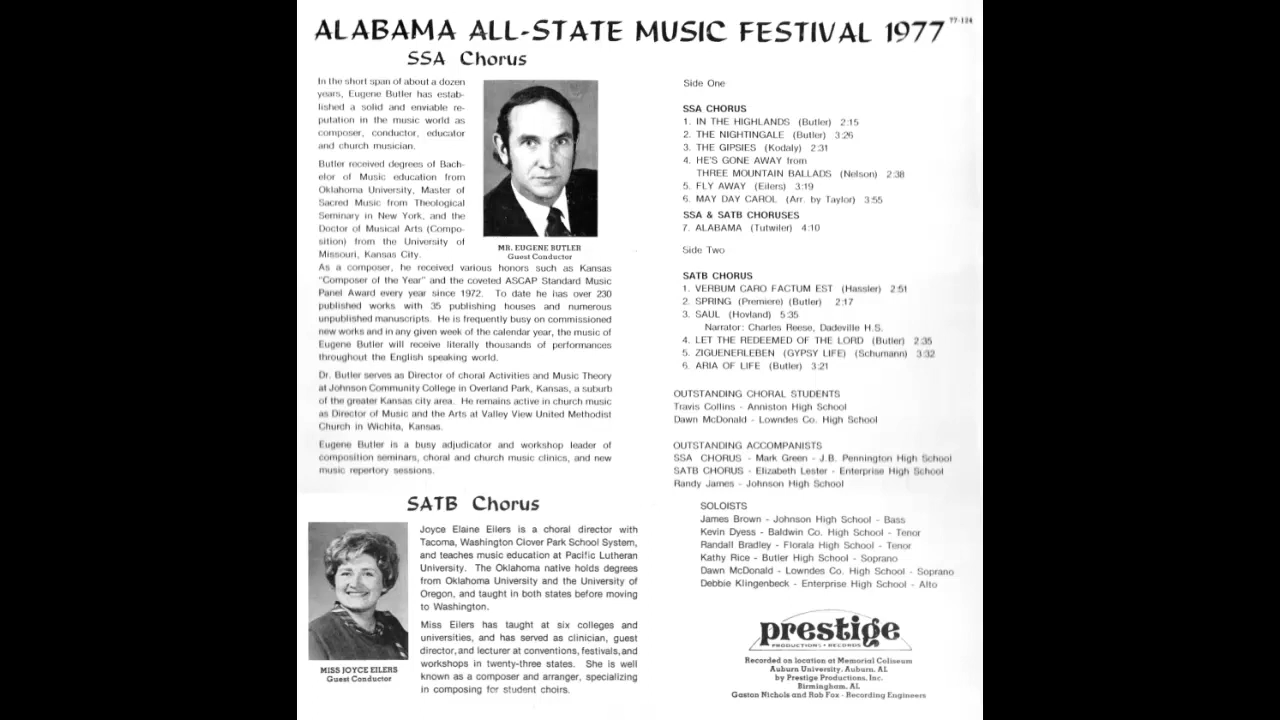 ALABAMA ALL-STATE MUSIC FESTIVAL 1977
77-124
SSA Chorus
In the short span of about a dozen
years, Eugene Butler has estab-
lished a solid and enviable re-
putation in the music world as
composer, conductor, educator
and church musician.
Butler received degrees of Bach-
elor of Music education from
Oklahoma University, Master of
Sacred Music from Theological
Seminary in New York, and the
Doctor of Musical Arts (Compo-
sition) from the University of
Missouri, Kansas City.
MR. EUGENE BUTLER
Guest Conductor
As a composer, he received various honors such as Kansas
"Composer of the Year" and the coveted ASCAP Standard Music
Panel Award every year since 1972. To date he has over 230
published works with 35 publishing houses and numerous
unpublished manuscripts. He is frequently busy on commissioned
new works and in any given week of the calendar year, the music of
Eugene Butler will receive literally thousands of performances
throughout the English speaking world.
Dr. Butler serves as Director of choral Activities and Music Theory
at Johnson Community College in Overland Park, Kansas, a suburb
of the greater Kansas city area. He remains active in church music
as Director of Music and the Arts at Valley View United Methodist
Church in Wichita, Kansas.
Eugene Butler is a busy adjudicator and workshop leader of
composition seminars, choral and church music clinics, and new
music repertory sessions.
SATB Chorus
Joyce Elaine Eilers is a choral director with
Tacoma, Washington Clover Park School System,
and teaches music education at Pacific Lutheran
University. The Oklahoma native holds degrees
from Oklahoma University and the University of
Oregon, and taught in both states before moving
to Washington.
Miss Eilers has taught at six colleges and
universities, and has served as clinician, guest
director, and lecturer at conventions, festivals, and
workshops in twenty-three states. She is well
known as a composer and arranger, specializing
in composing for student choirs.
MISS JOYCE EILERS
Guest Conductor
Side One
SSA CHORUS
1. IN THE HIGHLANDS (Butler) 2:15
2. THE NIGHTINGALE (Butler) 3:26
3. THE GIPSIES (Kodaly) 2:31
4. HE'S GONE AWAY from
THREE MOUNTAIN BALLADS (Nelson) 2:38
5. FLY AWAY (Eilers) 3:19
6. MAY DAY CAROL (Arr. by Taylor) 3:55
SSA & SATB CHORUSES
7. ALABAMA (Tutwiler) 4:10
Side Two
SATB CHORUS
1. VERBUM CARO FACTUM EST (Hassler) 2:51
2. SPRING (Premiere) (Butler) 2:17
3. SAUL (Hovland) 5:35
Narrator: Charles Reese, Dadeville H.S.
4. LET THE REDEEMED OF THE LORD (Butler) 2:35
5. ZIGUENERLEBEN (GYPSY LIFE) (Schumann) 3:32
6. ARIA OF LIFE (Butler) 3:21
OUTSTANDING CHORAL STUDENTS
Travis Collins - Anniston High School
Dawn McDonald - Lowndes Co. High School
OUTSTANDING ACCOMPANISTS
SSA CHORUS - Mark Green - J.B. Pennington High School
SATB CHORUS - Elizabeth Lester - Enterprise High School
Randy James - Johnson High School
SOLOISTS
James Brown - Johnson High School - Bass
Kevin Dyess - Baldwin Co. High School - Tenor
Randall Bradley - Florala High School - Tenor
Kathy Rice - Butler High School - Soprano
Dawn McDonald - Lowndes Co. High School - Soprano
Debbie Klingenbeck - Enterprise High School - Alto
prestige
PRODUCTIONS • RECORDS
Recorded on location at Memorial Coliseum
Auburn University, Auburn, AL
by Prestige Productions, Inc.
Birmingham, AL
Gaston Nichols and Rob Fox - Recording Engineers